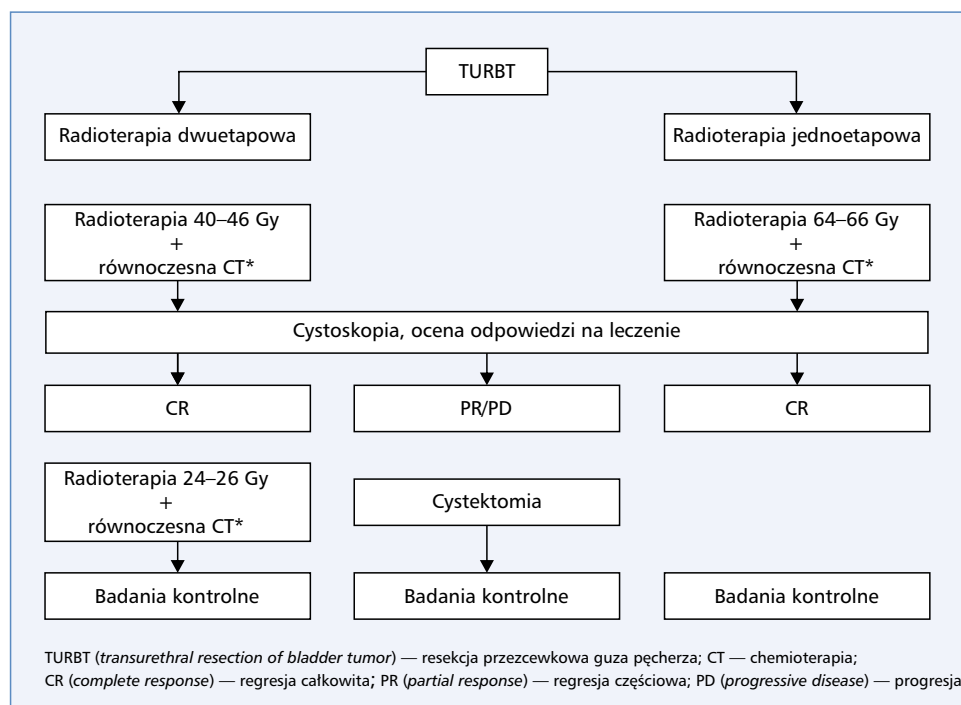 TURBT
Radioterapia dwuetapowa
Radioterapia jednoetapowa
Radioterapia 40–46 Gy
+
równoczesna CT*
Radioterapia 64–66 Gy
+
równoczesna CT*
Cystoskopia, ocena odpowiedzi na leczenie
CR
PR/PD
CR
Radioterapia 24–26 Gy
+
równoczesna CT*
Cystektomia
Badania kontrolne
Badania kontrolne
Badania kontrolne
TURBT (transurethral resection of bladder tumor) — resekcja przezcewkowa guza pęcherza; CT — chemioterapia;
CR (complete response) — regresja całkowita; PR (partial response) — regresja częściowa; PD (progressive disease) — progresja